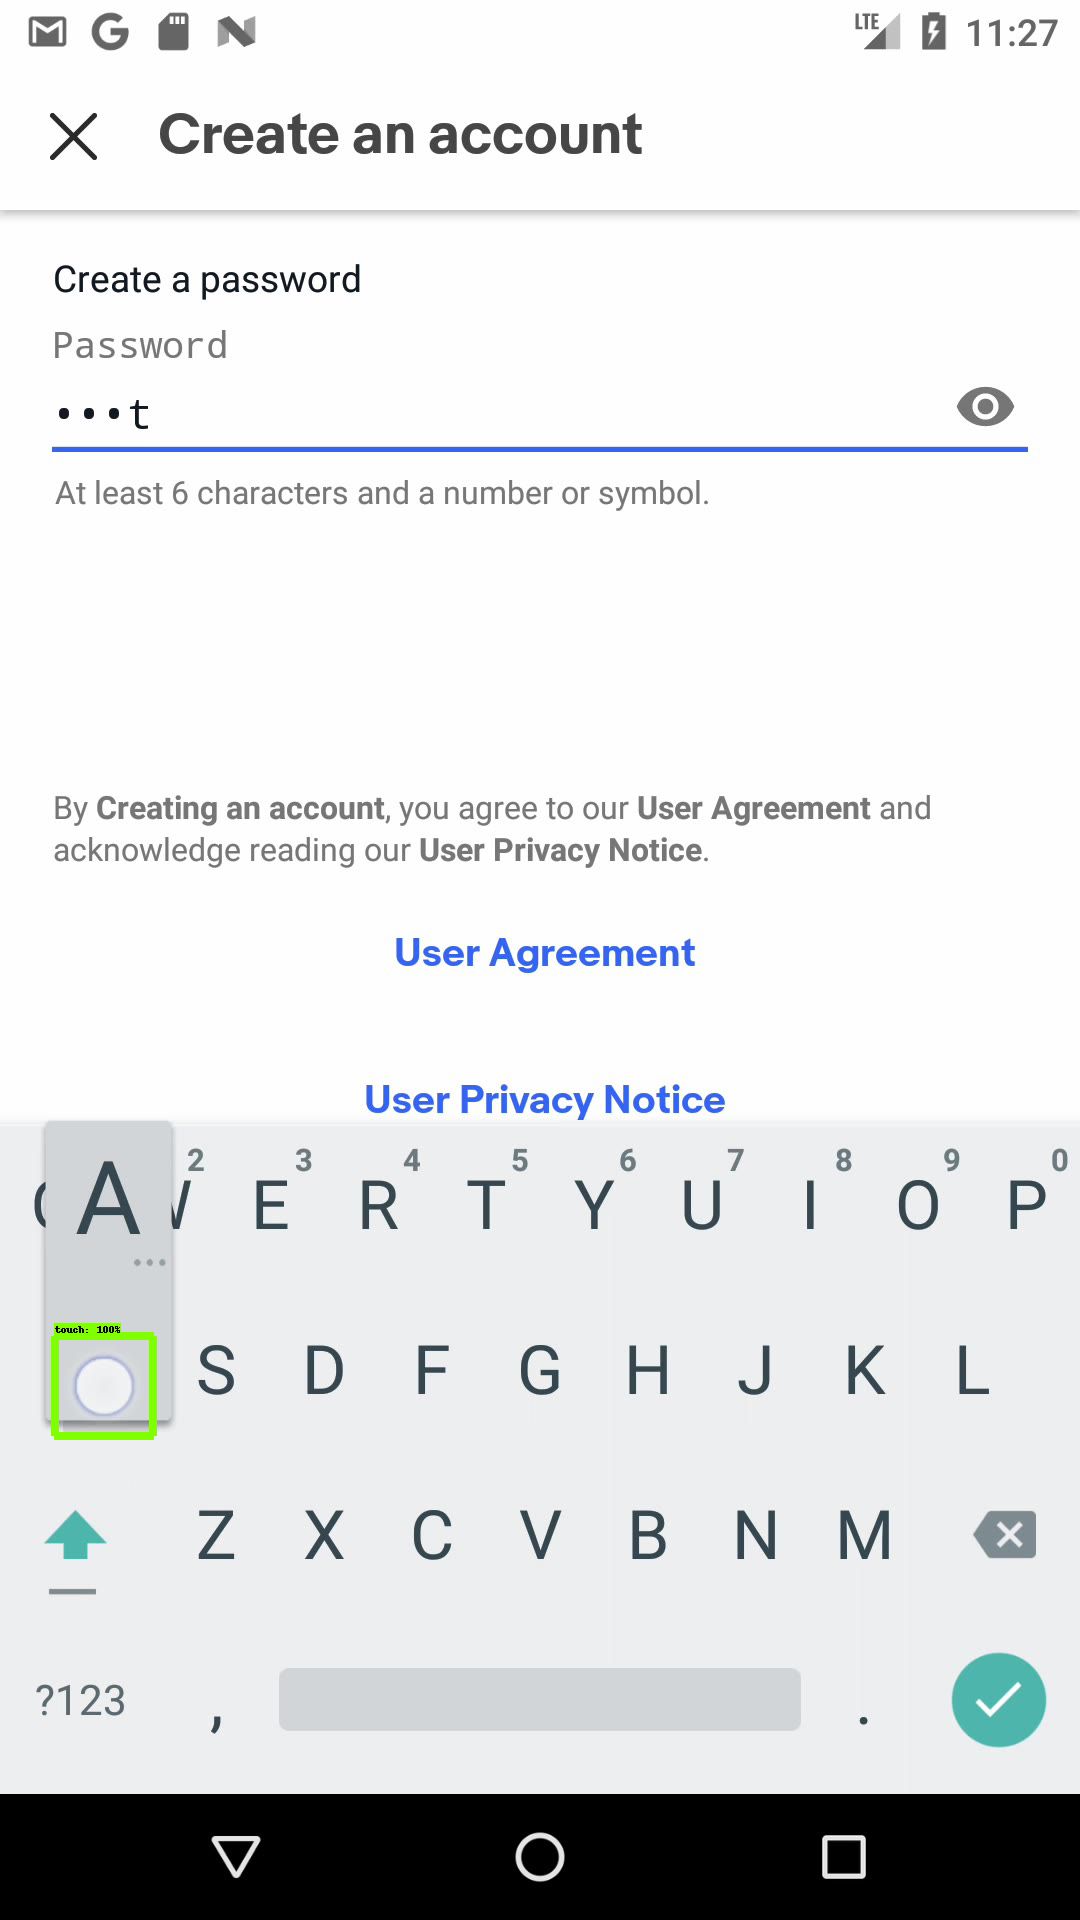 LTE 11:27
Create an account
Create a password
Password
•••t
At least 6 characters and a number or symbol.
By Creating an account, you agree to our User Agreement and
acknowledge reading our User Privacy Notice.
User Agreement
User Privacy Notice
2 3 4 5 6 7 8 9 0
A E R T Y U I O P
touch: 100%
S D F G H J K L
Z X C V B N M
?123 , .